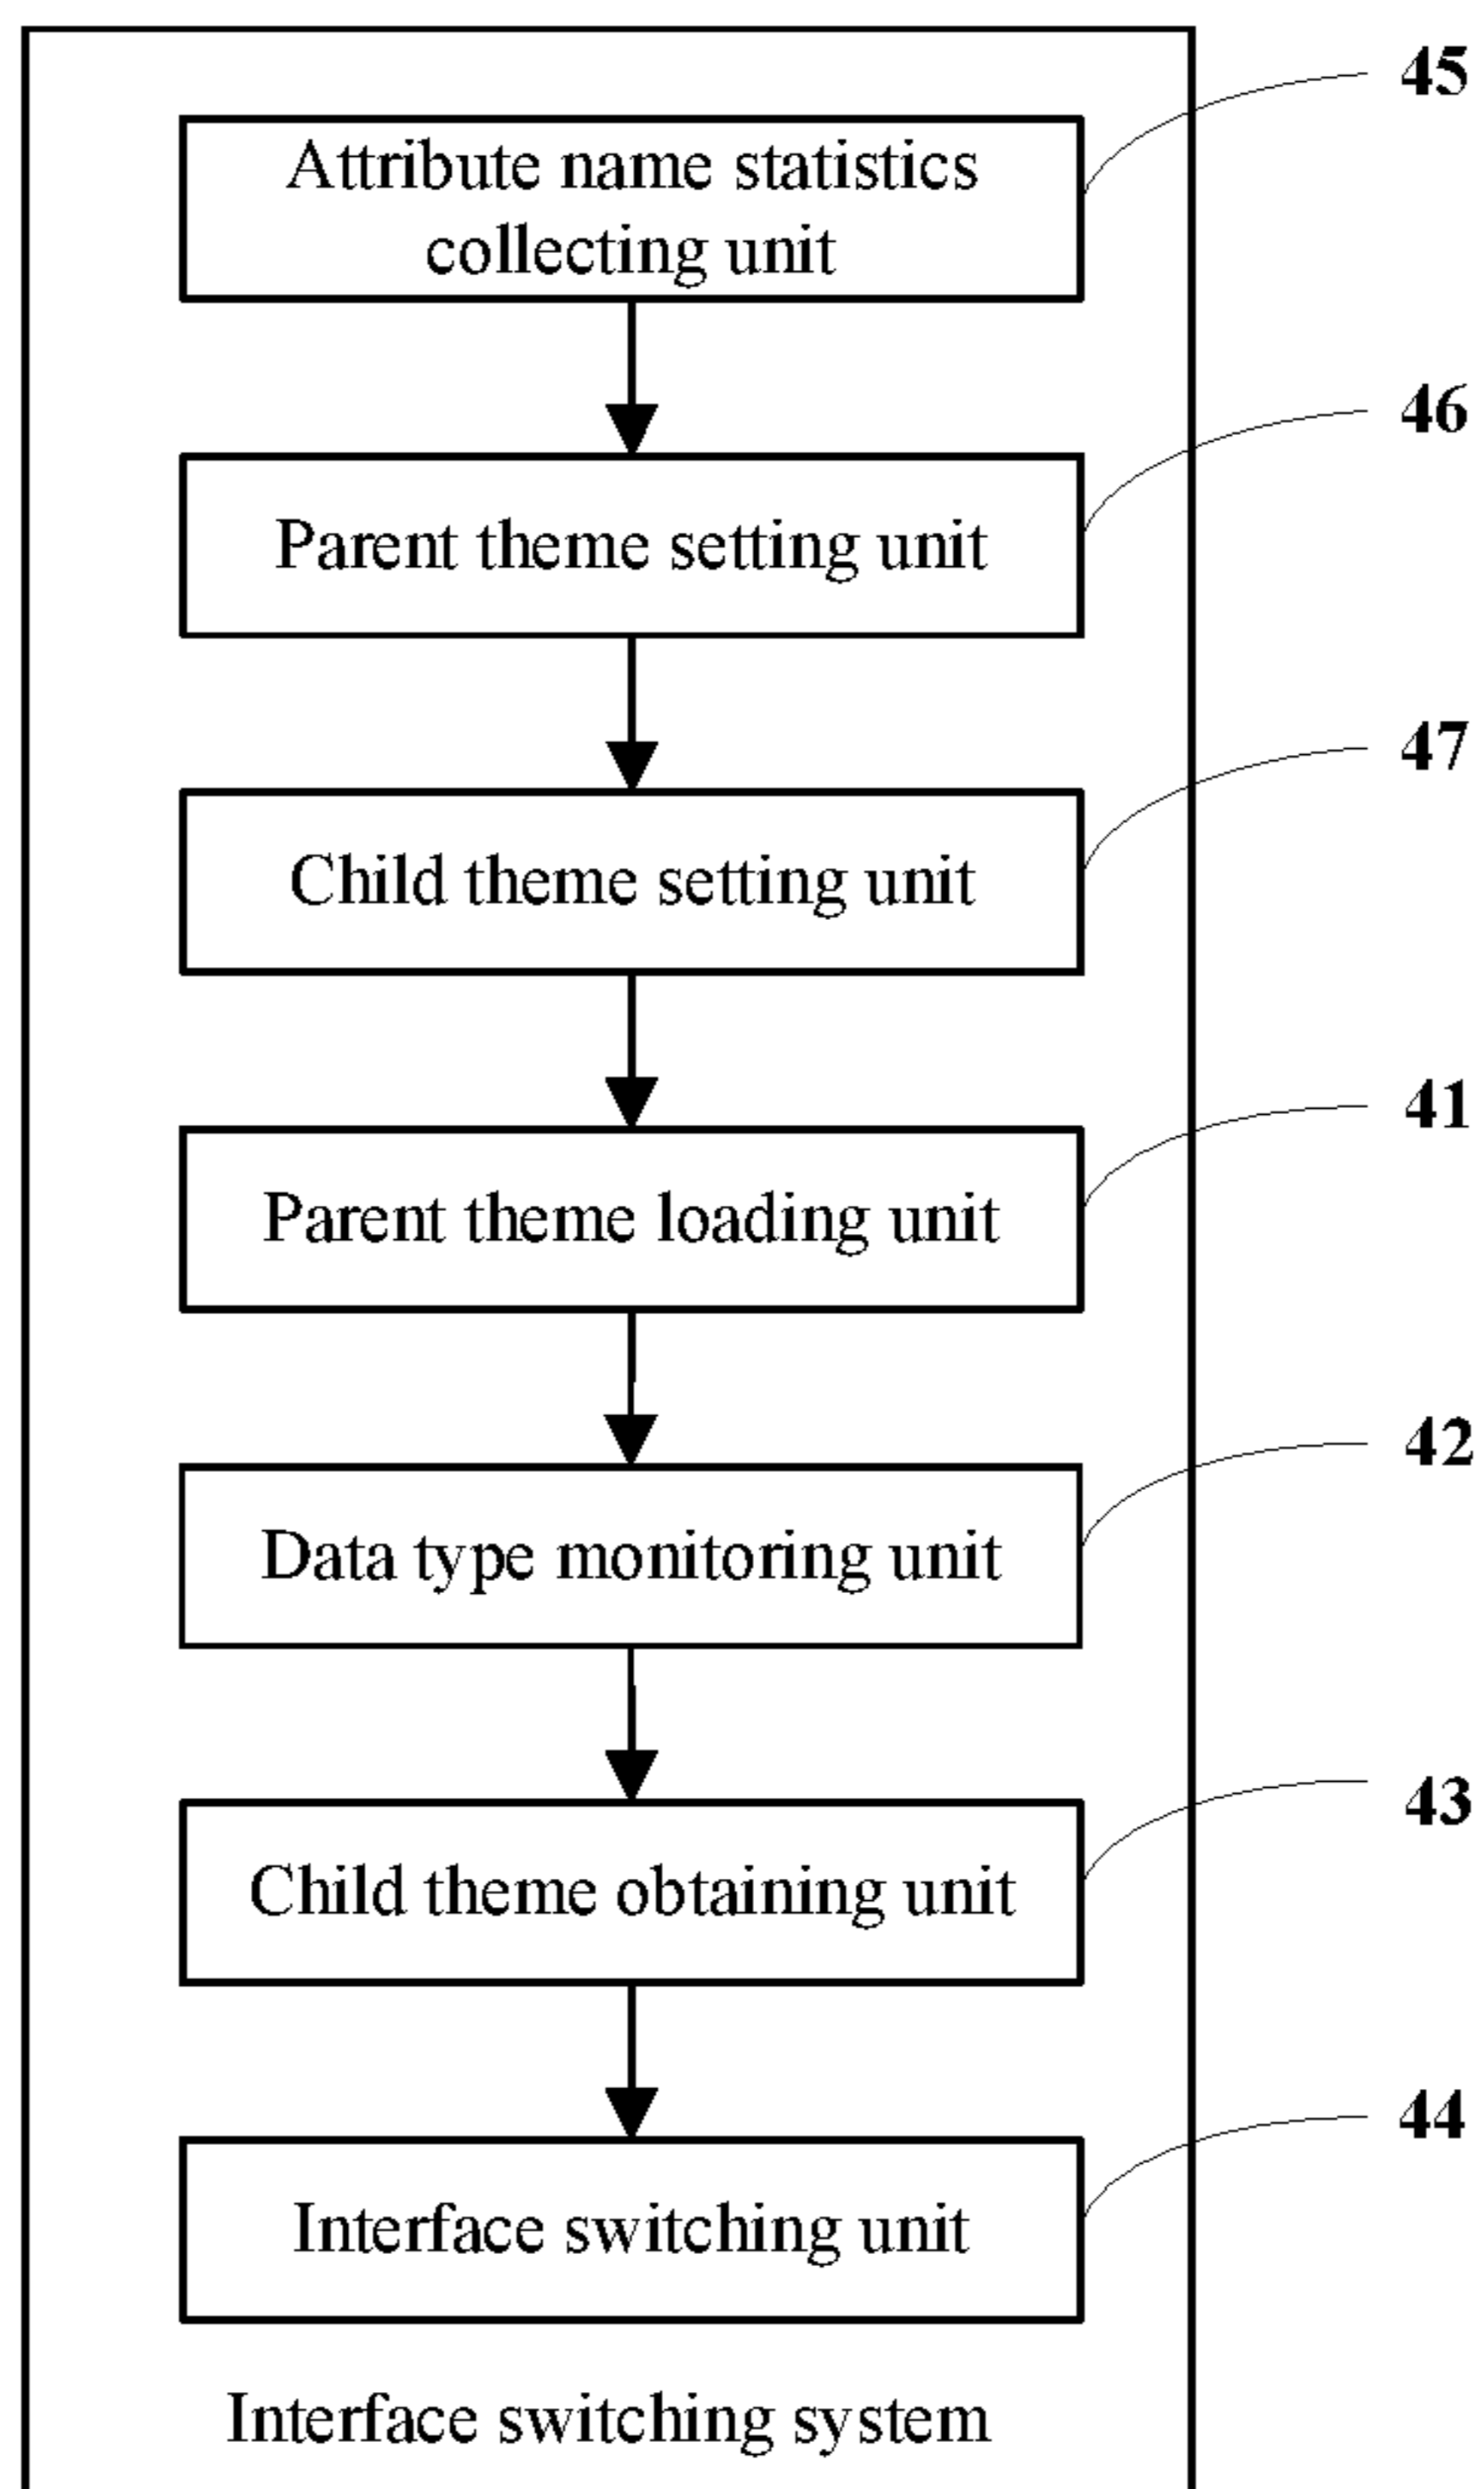 45
Attribute name statistics
collecting unit
46
Parent theme setting unit
47
Child theme setting unit
41
Parent theme loading unit
42
Data type monitoring unit
43
Child theme obtaining unit
44
Interface switching unit
Interface switching system